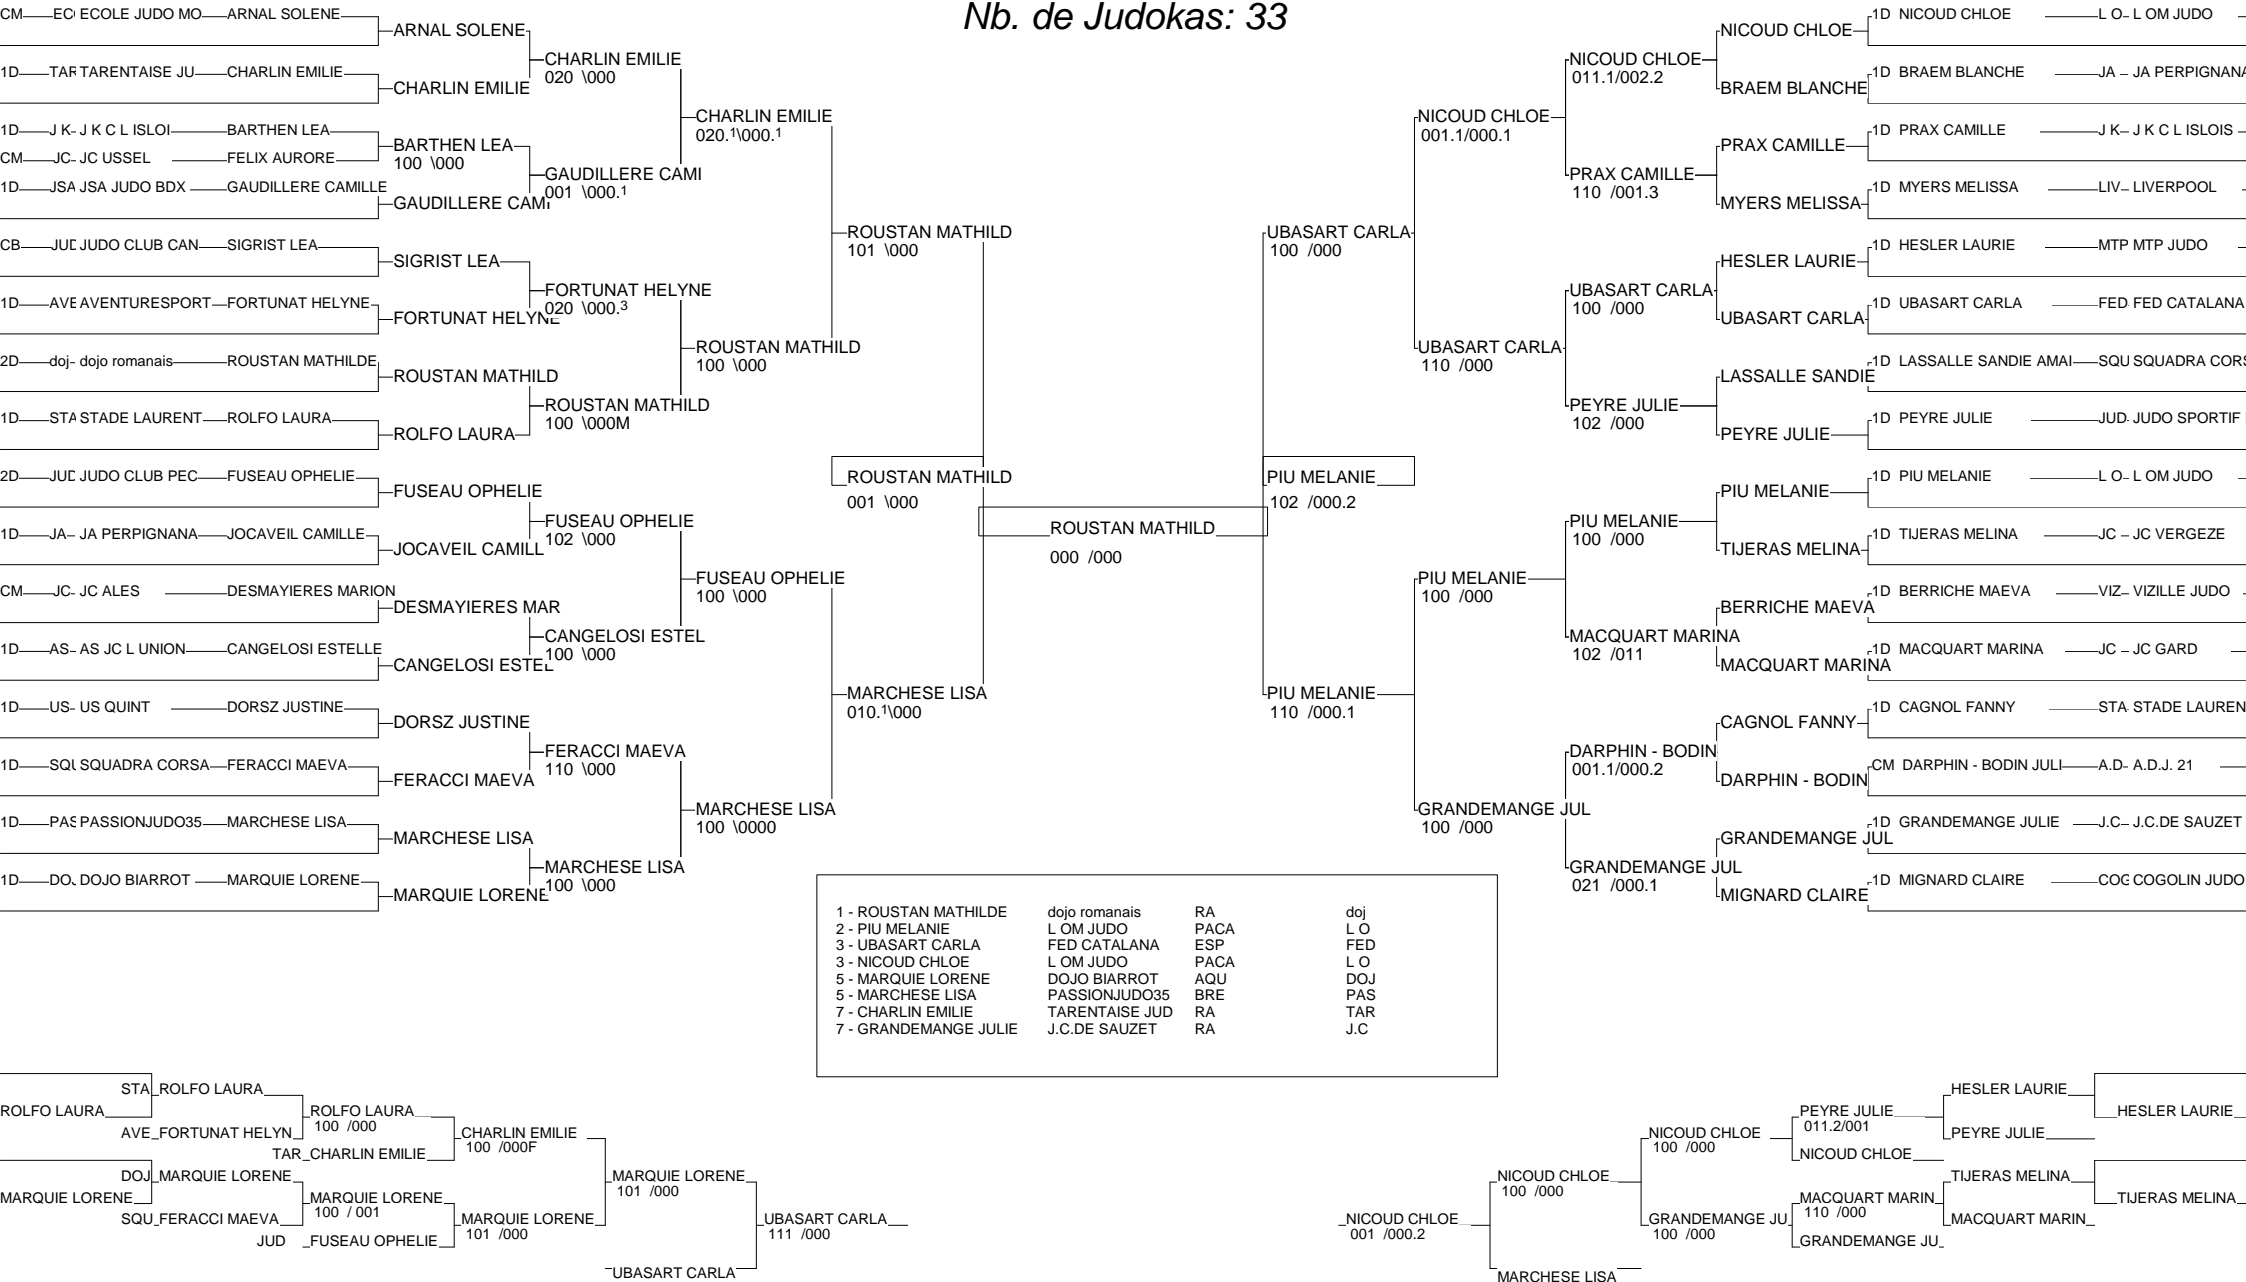 Nb. de Judokas: 33
CM EC ECOLE JUDO MO ARNAL SOLENE
1D TAR TARENTAISE JU CHARLIN EMILIE
1D J K J K C L ISLOI BARTHEN LEA
CM JC JC USSEL FELIX AURORE
1D JSA JSA JUDO BDX GAUDILLERE CAMILLE
CB JUD JUDO CLUB CAN SIGRIST LEA
1D AVE AVENTURESPORT FORTUNAT HELYNE
2D doj dojo romanais ROUSTAN MATHILDE
1D STA STADE LAURENT ROLFO LAURA
2D JUD JUDO CLUB PEC FUSEAU OPHELIE
1D JA JA PERPIGNANA JOCAVEIL CAMILLE
CM JC JC ALES DESMAYIERES MARION
1D AS AS JC L UNION CANGELOSI ESTELLE
1D US US QUINT DORSZ JUSTINE
1D SQU SQUADRA CORSA FERACCI MAEVA
1D PAS PASSIONJUDO35 MARCHESE LISA
1D DOJ DOJO BIARROT MARQUIE LORENE
ARNAL SOLENE
CHARLIN EMILIE
BARTHEN LEA
100 \000
GAUDILLERE CAMI
SIGRIST LEA
FORTUNAT HELYNE
ROUSTAN MATHILD
ROLFO LAURA
FUSEAU OPHELIE
JOCAVEIL CAMILL
DESMAYIERES MAR
CANGELOSI ESTEL
DORSZ JUSTINE
FERACCI MAEVA
MARCHESE LISA
MARQUIE LORENE
CHARLIN EMILIE
020 \000
GAUDILLERE CAMI
001 \000.1
FORTUNAT HELYNE
020 \000.3
ROUSTAN MATHILD
100 \000M
FUSEAU OPHELIE
102 \000
CANGELOSI ESTEL
100 \000
FERACCI MAEVA
110 \000
MARCHESE LISA
100 \000
CHARLIN EMILIE
020.1\000.1
ROUSTAN MATHILD
100 \000
FUSEAU OPHELIE
100 \000
MARCHESE LISA
100 \0000
ROUSTAN MATHILD
101 \000
MARCHESE LISA
010.1\000
ROUSTAN MATHILD
001 \000
ROUSTAN MATHILD
000 /000
PIU MELANIE
102 /000.2
UBASART CARLA
100 /000
PIU MELANIE
110 /000.1
NICOUD CHLOE
001.1/000.1
UBASART CARLA
110 /000
PIU MELANIE
100 /000
GRANDEMANGE JUL
100 /000
NICOUD CHLOE
011.1/002.2
PRAX CAMILLE
110 /001.3
UBASART CARLA
100 /000
PEYRE JULIE
102 /000
PIU MELANIE
100 /000
MACQUART MARINA
102 /011
DARPHIN - BODIN
001.1/000.2
GRANDEMANGE JUL
021 /000.1
NICOUD CHLOE
BRAEM BLANCHE
PRAX CAMILLE
MYERS MELISSA
HESLER LAURIE
UBASART CARLA
LASSALLE SANDIE
PEYRE JULIE
PIU MELANIE
TIJERAS MELINA
BERRICHE MAEVA
MACQUART MARINA
CAGNOL FANNY
DARPHIN - BODIN
GRANDEMANGE JUL
MIGNARD CLAIRE
1D NICOUD CHLOE L O L OM JUDO
1D BRAEM BLANCHE JA JA PERPIGNANA
1D PRAX CAMILLE J K J K C L ISLOIS
1D MYERS MELISSA LIV LIVERPOOL
1D HESLER LAURIE MTP MTP JUDO
1D UBASART CARLA FED FED CATALANA
1D LASSALLE SANDIE AMAI SQU SQUADRA CORS
1D PEYRE JULIE JUD JUDO SPORTIF
1D PIU MELANIE L O L OM JUDO
1D TIJERAS MELINA JC JC VERGEZE
1D BERRICHE MAEVA VIZ VIZILLE JUDO
1D MACQUART MARINA JC JC GARD
1D CAGNOL FANNY STA STADE LAUREN
CM DARPHIN - BODIN JULI A.D A.D.J. 21
1D GRANDEMANGE JULIE J.C J.C.DE SAUZET
1D MIGNARD CLAIRE COG COGOLIN JUDO
1 - ROUSTAN MATHILDE dojo romanais RA doj
2 - PIU MELANIE L OM JUDO PACA L O
3 - UBASART CARLA FED CATALANA ESP FED
3 - NICOUD CHLOE L OM JUDO PACA L O
5 - MARQUIE LORENE DOJO BIARROT AQU DOJ
5 - MARCHESE LISA PASSIONJUDO35 BRE PAS
7 - CHARLIN EMILIE TARENTAISE JUD RA TAR
7 - GRANDEMANGE JULIE J.C.DE SAUZET RA J.C
ROLFO LAURA
MARQUIE LORENE
STA ROLFO LAURA
AVE FORTUNAT HELYN
DOJ MARQUIE LORENE
SQU FERACCI MAEVA
ROLFO LAURA
100 /000
TAR CHARLIN EMILIE
MARQUIE LORENE
100 / 001
JUD FUSEAU OPHELIE
CHARLIN EMILIE
100 /000F
MARQUIE LORENE
101 /000
MARQUIE LORENE
101 /000
UBASART CARLA
UBASART CARLA
111 /000
NICOUD CHLOE
001 /000.2
NICOUD CHLOE
100 /000
MARCHESE LISA
NICOUD CHLOE
100 /000
GRANDEMANGE JU
100 /000
PEYRE JULIE
011.2/001
NICOUD CHLOE
MACQUART MARIN
110 /000
GRANDEMANGE JU
HESLER LAURIE
PEYRE JULIE
TIJERAS MELINA
MACQUART MARIN
HESLER LAURIE
TIJERAS MELINA